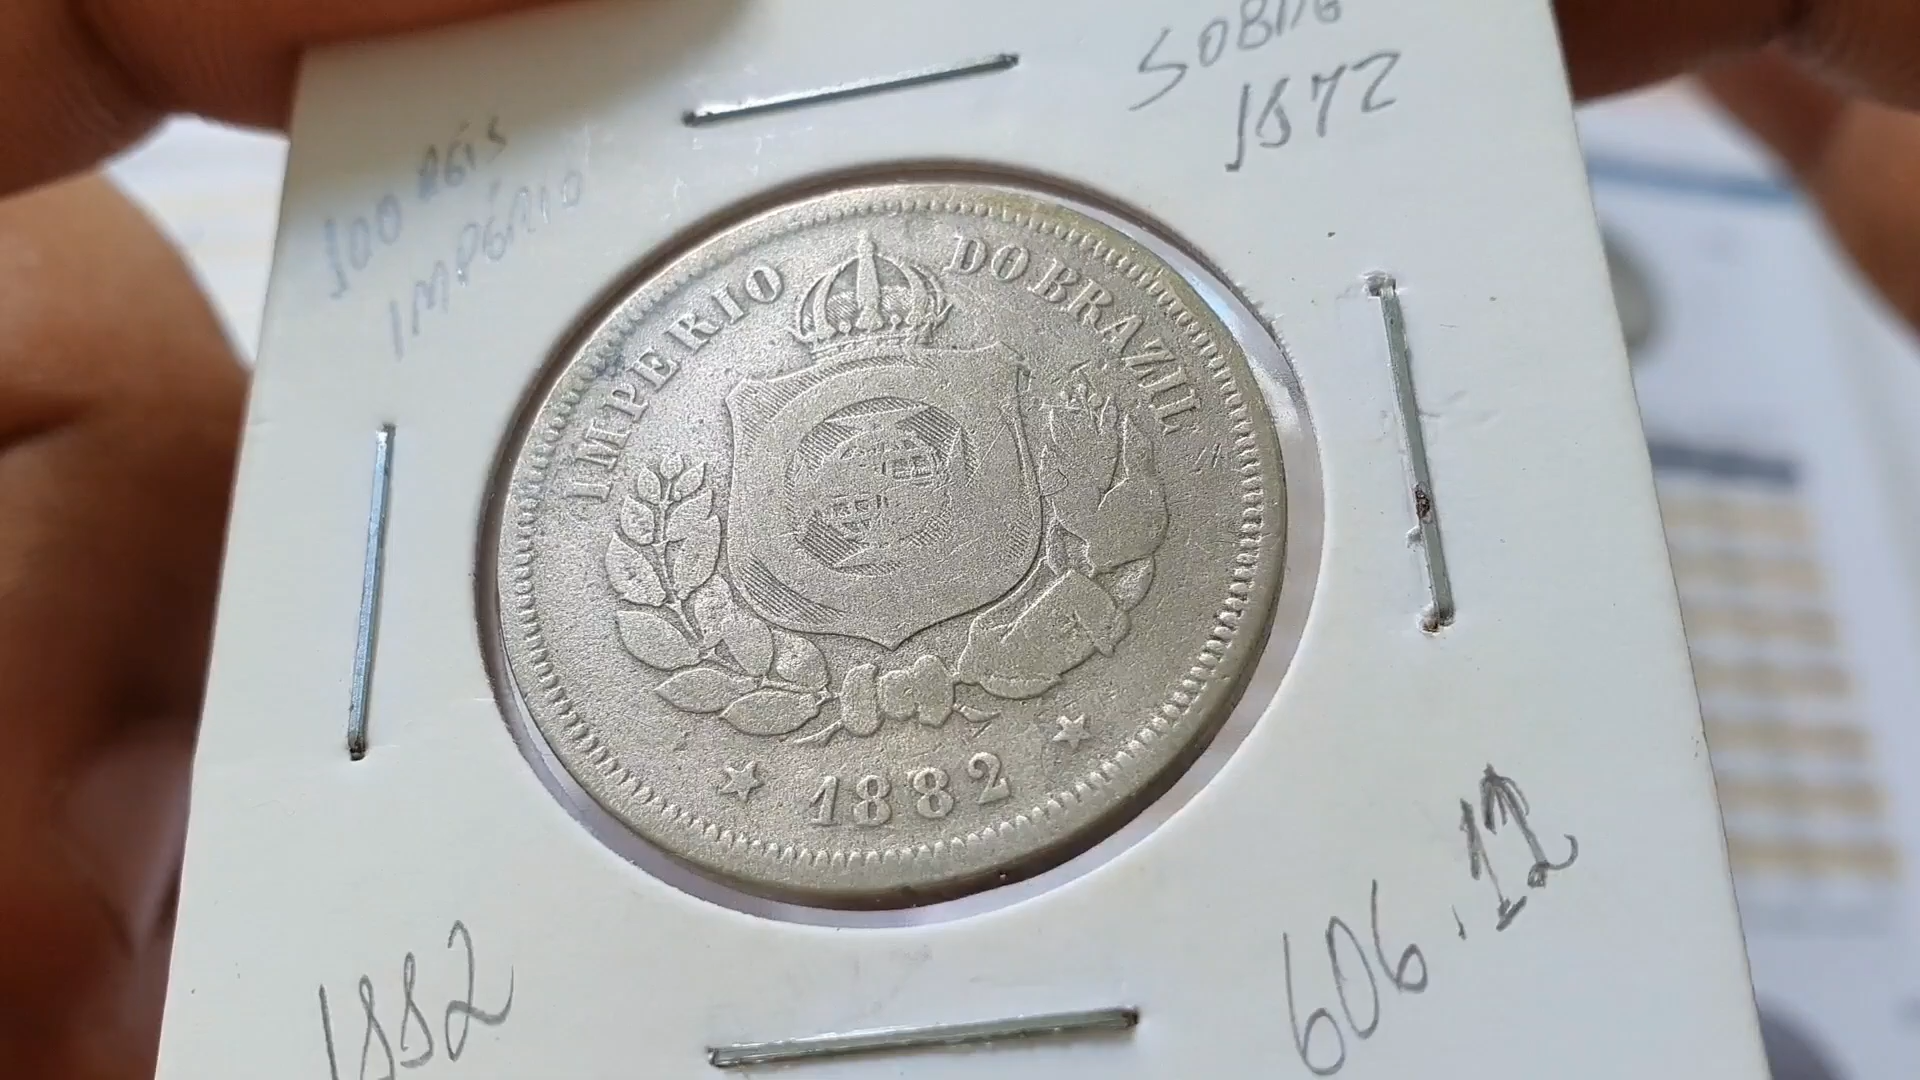 100 RÉIS
IMPÉRIO
SOBRE
1872
IMPERIO DO BRAZIL
1882
1882
606.12